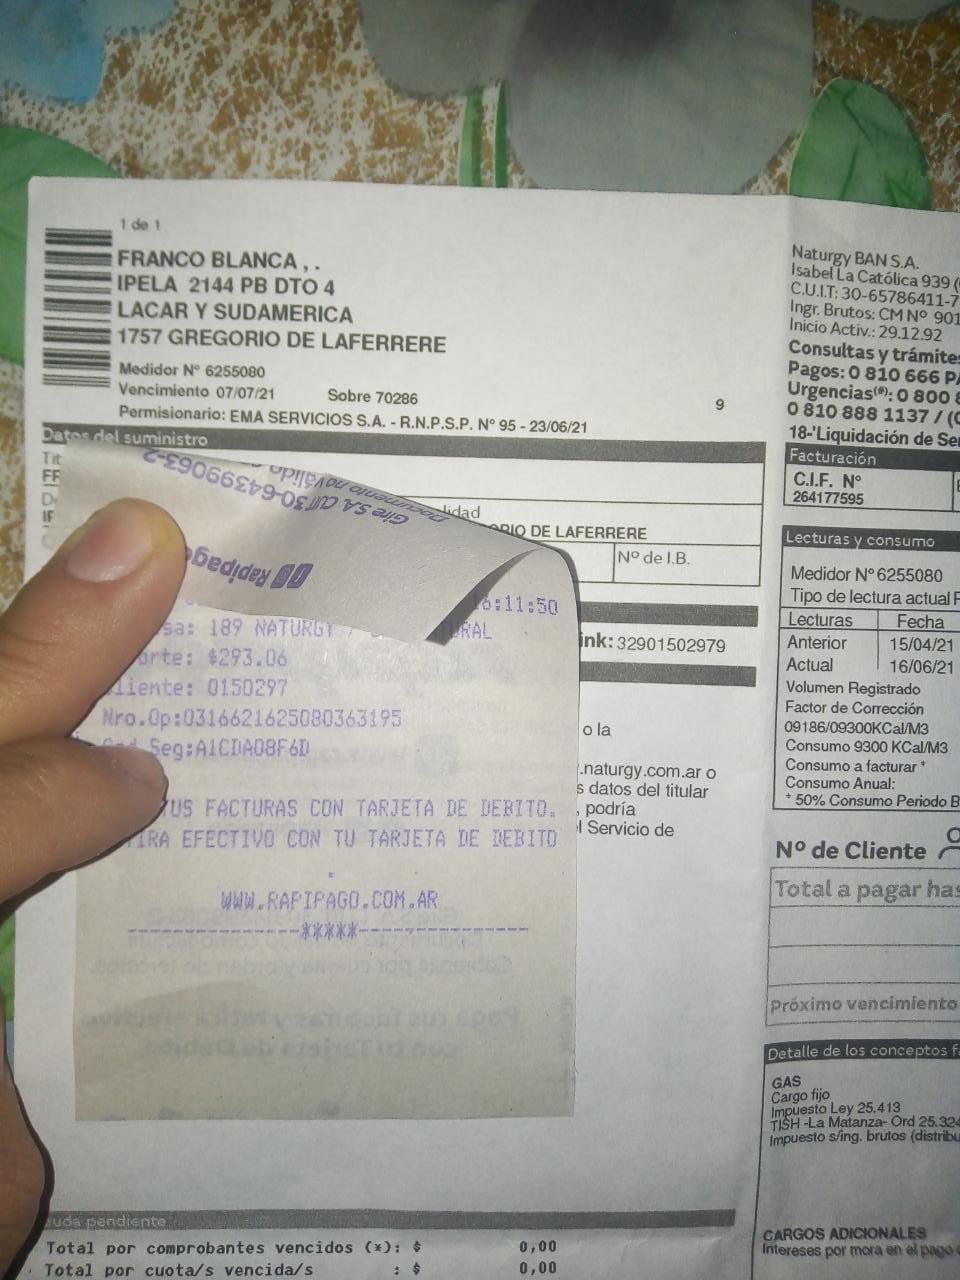 1 de 1
FRANCO BLANCA , .
IPELA 2144 PB DTO 4
LACAR Y SUDAMERICA
1757 GREGORIO DE LAFERRERE
Medidor Nº 6255080
Vencimiento 07/07/21 Sobre 70286
9
Permisionario: EMA SERVICIOS S.A. - R.N.P.S.P. Nº 95 - 23/06/21
Datos del suministro
Tit
FF
D
IF
lidad
ORIO DE LAFERRERE
Nº de I.B.
ink: 32901502979
o la
.naturgy.com.ar o
s datos del titular
, podría
l Servicio de
Gire S.A. CUIT 30-64399063-2
Documento no válido
Rapipago
16:11:50
sa: 189 NATURGY / URAL
orte: $293.06
liente: 0150297
Nro.Op:0316621625080363195
Seg:A1CDA08F6D
TUS FACTURAS CON TARJETA DE DEBITO.
IRA EFECTIVO CON TU TARJETA DE DEBITO
.
WWW.RAPIPAGO.COM.AR
---------------*****---------------
uda pendiente
Total por comprobantes vencidos (*): $ 0,00
Total por cuota/s vencida/s : $ 0,00
Naturgy BAN S.A.
Isabel La Católica 939 (
C.U.I.T: 30-65786411-7
Ingr. Brutos: CM Nº 901
Inicio Activ.: 29.12.92
Consultas y trámite
Pagos: 0 810 666 P
Urgencias(#): 0 800 8
0 810 888 1137 / (
18-'Liquidación de Se
Facturación
C.I.F. Nº
264177595
Lecturas y consumo
Medidor Nº 6255080
Tipo de lectura actual
Lecturas Fecha
Anterior 15/04/21
Actual 16/06/21
Volumen Registrado
Factor de Corrección
09186/09300KCal/M3
Consumo 9300 KCal/M3
Consumo a facturar *
Consumo Anual:
* 50% Consumo Periodo B
Nº de Cliente
Total a pagar has
Próximo vencimiento
Detalle de los conceptos f
GAS
Cargo fijo
Impuesto Ley 25.413
TISH -La Matanza- Ord 25.324
Impuesto s/ing. brutos (distribu
CARGOS ADICIONALES
Intereses por mora en el pago